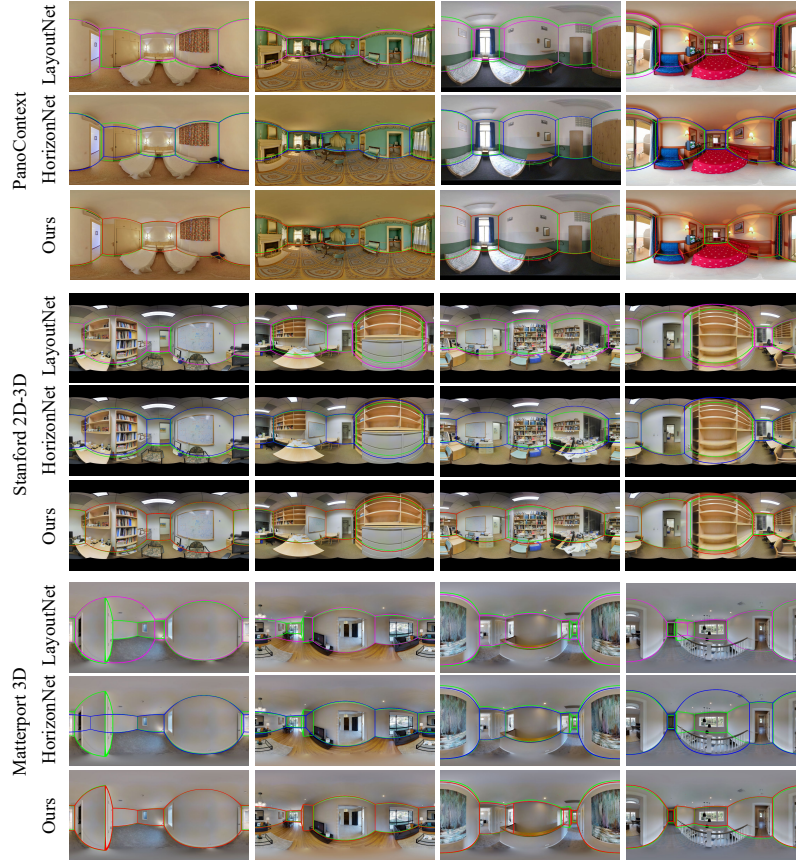 PanoContext
LayoutNet
HorizonNet
Ours
Stanford 2D-3D
LayoutNet
HorizonNet
Ours
Matterport 3D
LayoutNet
HorizonNet
Ours